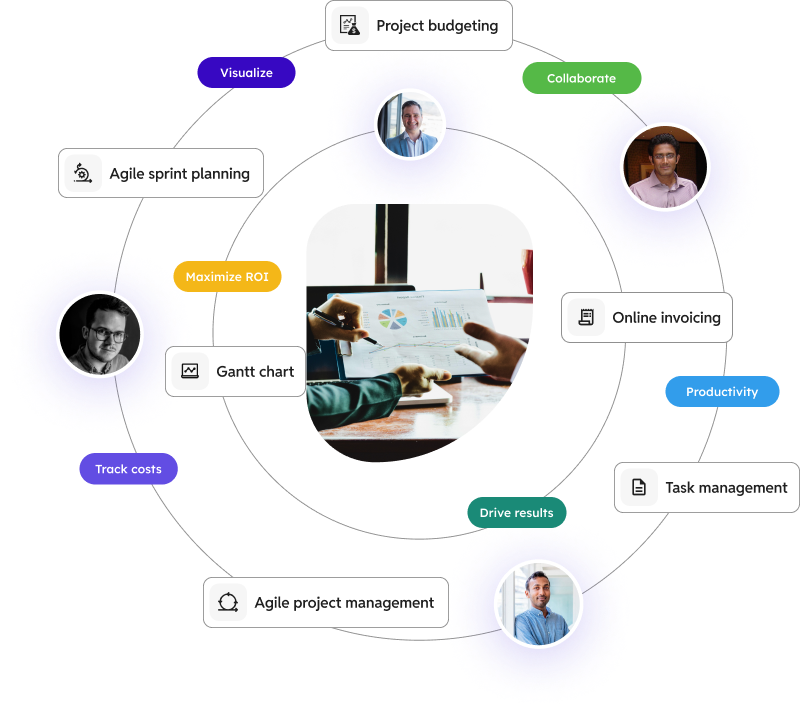 Project budgeting
Visualize
Collaborate
Agile sprint planning
Maximize ROI
Online invoicing
Gantt chart
Productivity
Track costs
Task management
Drive results
Agile project management